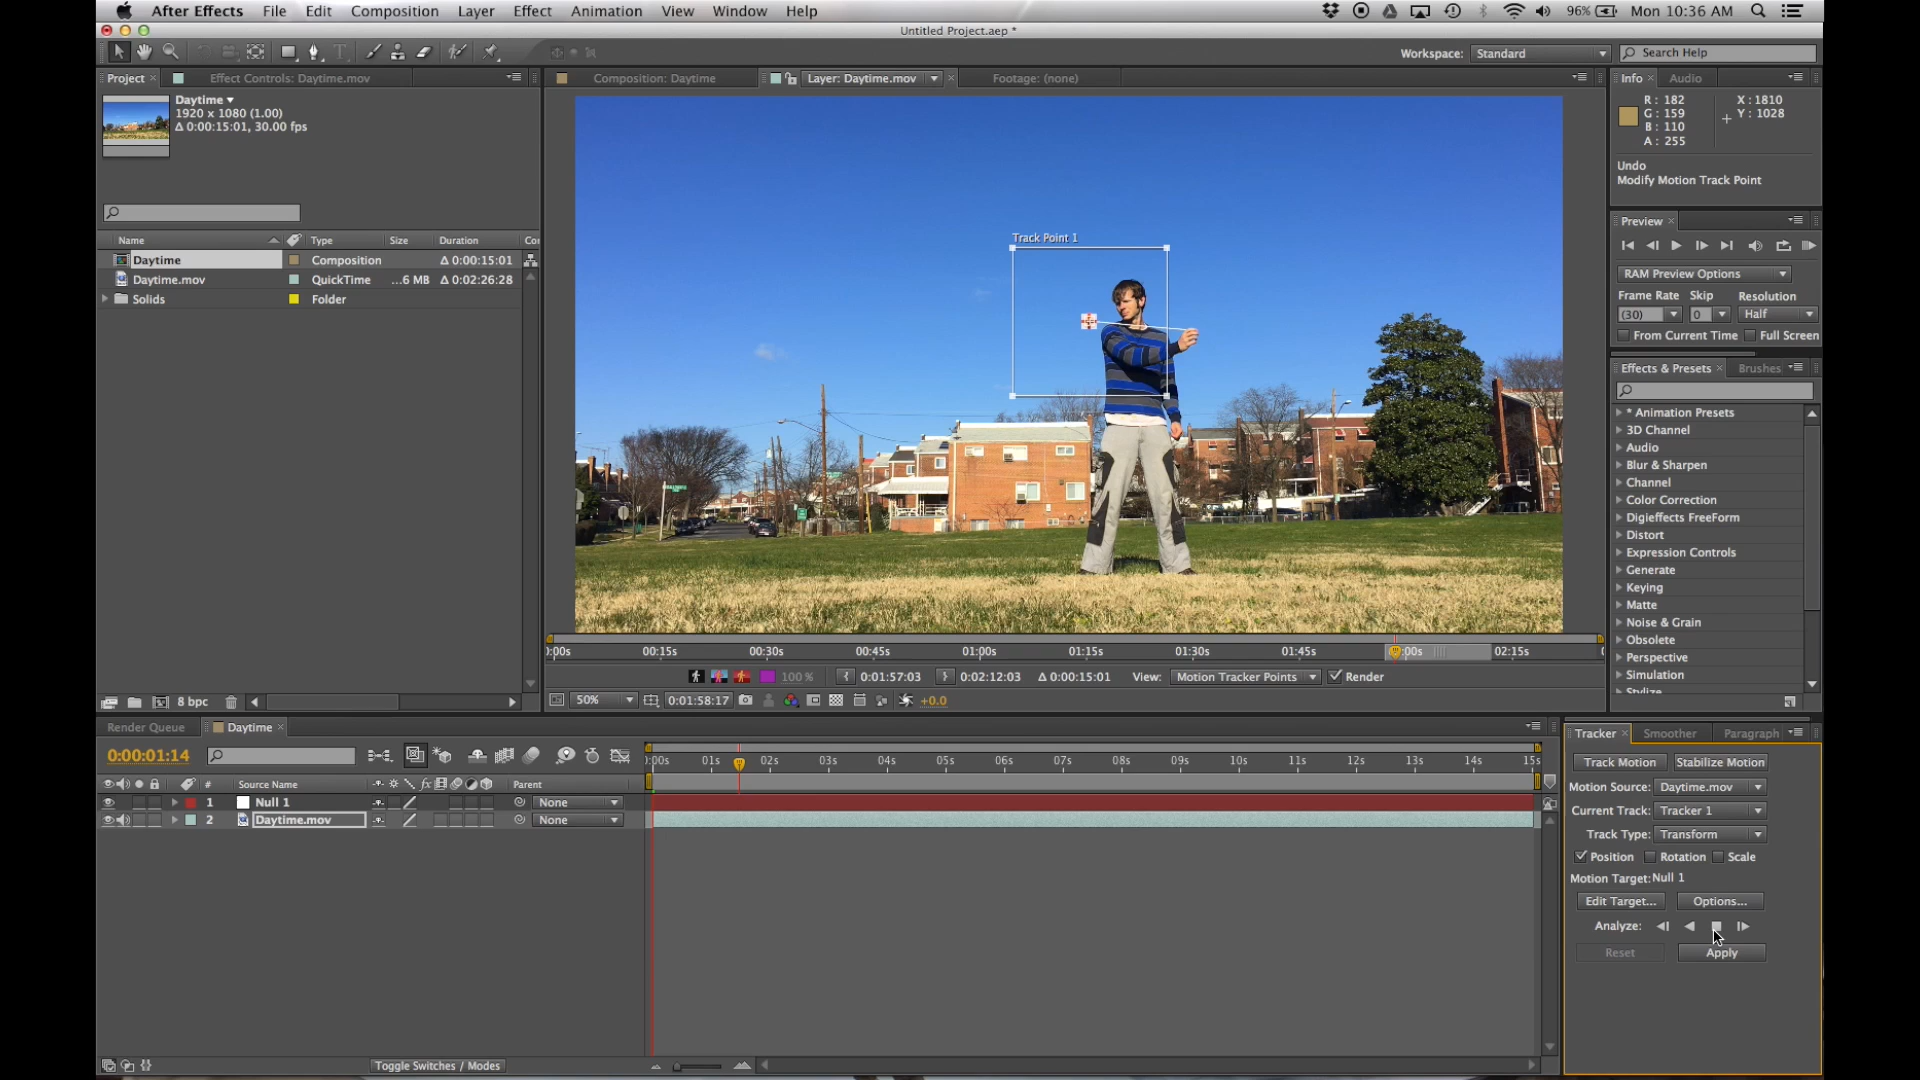 After Effects File Edit Composition Layer Effect Animation View Window Help 96% Mon 10:36 AM
Untitled Project.aep *
Workspace: Standard Search Help
Project Effect Controls: Daytime.mov
Daytime
1920 x 1080 (1.00)
Δ 0:00:15:01, 30.00 fps
Name Type Size Duration Co
Daytime Composition Δ 0:00:15:01
Daytime.mov QuickTime ...6 MB Δ 0:02:26:28
Solids Folder
8 bpc
Composition: Daytime Layer: Daytime.mov Footage: (none)
Track Point 1
0:00s 00:15s 00:30s 00:45s 01:00s 01:15s 01:30s 01:45s :00s 02:15s
100 % 0:01:57:03 0:02:12:03 Δ 0:00:15:01 View: Motion Tracker Points Render
50% 0:01:58:17 +0.0
Info Audio
R: 182 X: 1810
G: 159 Y: 1028
B: 110
A: 255
Undo
Modify Motion Track Point
Preview
RAM Preview Options
Frame Rate Skip Resolution
(30) 0 Half
From Current Time Full Screen
Effects & Presets Brushes
* Animation Presets
3D Channel
Audio
Blur & Sharpen
Channel
Color Correction
Digieffects FreeForm
Distort
Expression Controls
Generate
Keying
Matte
Noise & Grain
Obsolete
Perspective
Simulation
Stylize
Render Queue Daytime
0:00:01:14
# Source Name Parent
1 Null 1 None
2 Daytime.mov None
):00s 01s 02s 03s 04s 05s 06s 07s 08s 09s 10s 11s 12s 13s 14s 15s
Toggle Switches / Modes
Tracker Smoother Paragraph
Track Motion Stabilize Motion
Motion Source: Daytime.mov
Current Track: Tracker 1
Track Type: Transform
Position Rotation Scale
Motion Target: Null 1
Edit Target... Options...
Analyze:
Reset Apply